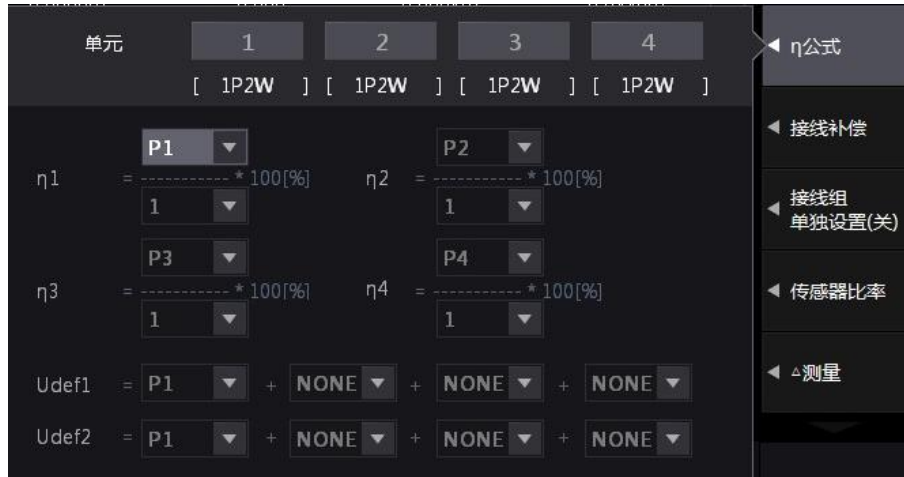 单元 1 2 3 4
[ 1P2W ] [ 1P2W ] [ 1P2W ] [ 1P2W ]
P1 P2
η1 = ----------- * 100[%] η2 = ----------- * 100[%]
1 1
P3 P4
η3 = ----------- * 100[%] η4 = ----------- * 100[%]
1 1
Udef1 = P1 + NONE + NONE + NONE
Udef2 = P1 + NONE + NONE + NONE
η公式
接线补偿
接线组
单独设置(关)
传感器比率
△测量